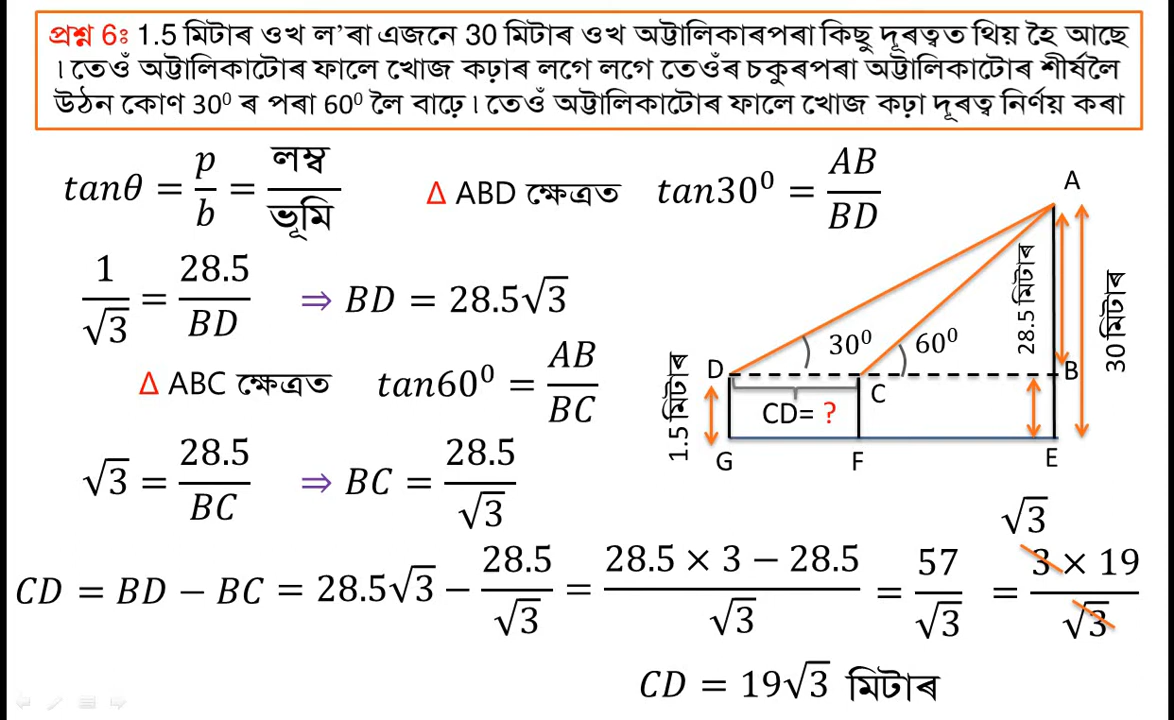 প্ৰশ্ন 6ঃ 1.5 মিটাৰ ওখ ল'ৰা এজনে 30 মিটাৰ ওখ অট্টালিকাৰপৰা কিছু দূৰত্বত থিয় হৈ আছে
। তেওঁ অট্টালিকাটোৰ ফালে খোজ কঢ়াৰ লগে লগে তেওঁৰ চকুৰপৰা অট্টালিকাটোৰ শীৰ্ষলৈ
উঠন কোণ 30⁰ ৰ পৰা 60⁰ লৈ বাঢ়ে। তেওঁ অট্টালিকাটোৰ ফালে খোজ কঢ়া দূৰত্ব নিৰ্ণয় কৰা
tanθ = p/b = লম্ব/ভূমি
Δ ABD ক্ষেত্ৰত tan30⁰ = AB/BD
1/√3 = 28.5/BD ⇒ BD = 28.5√3
Δ ABC ক্ষেত্ৰত tan60⁰ = AB/BC
√3 = 28.5/BC ⇒ BC = 28.5/√3
A
28.5 মিটাৰ
30 মিটাৰ
30⁰
60⁰
D
B
C
1.5 মিটাৰ
CD= ?
G
F
E
√3
CD = BD − BC = 28.5√3 − 28.5/√3 = 28.5 × 3 − 28.5/√3 = 57/√3 = 3 × 19/√3
CD = 19√3 মিটাৰ